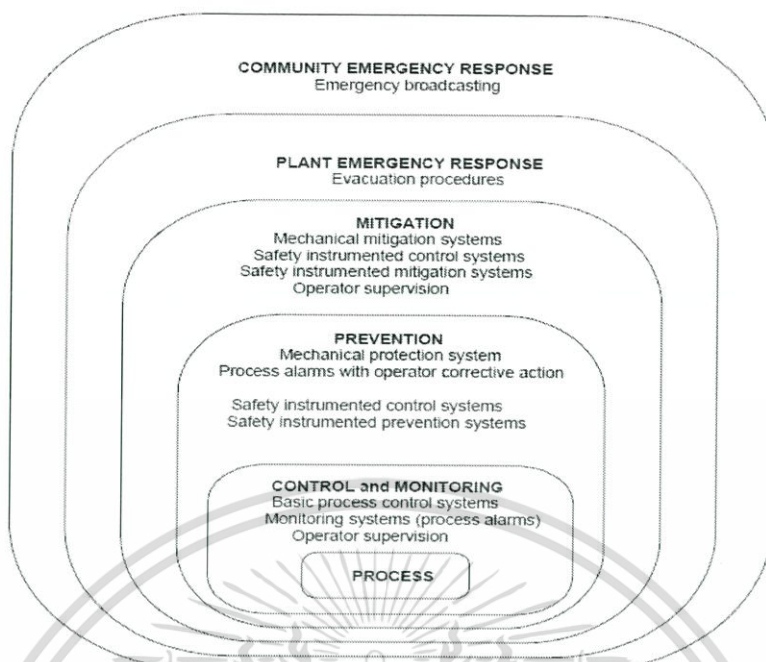 COMMUNITY EMERGENCY RESPONSE
Emergency broadcasting
PLANT EMERGENCY RESPONSE
Evacuation procedures
MITIGATION
Mechanical mitigation systems
Safety instrumented control systems
Safety instrumented mitigation systems
Operator supervision
PREVENTION
Mechanical protection system
Process alarms with operator corrective action
Safety instrumented control systems
Safety instrumented prevention systems
CONTROL and MONITORING
Basic process control systems
Monitoring systems (process alarms)
Operator supervision
PROCESS